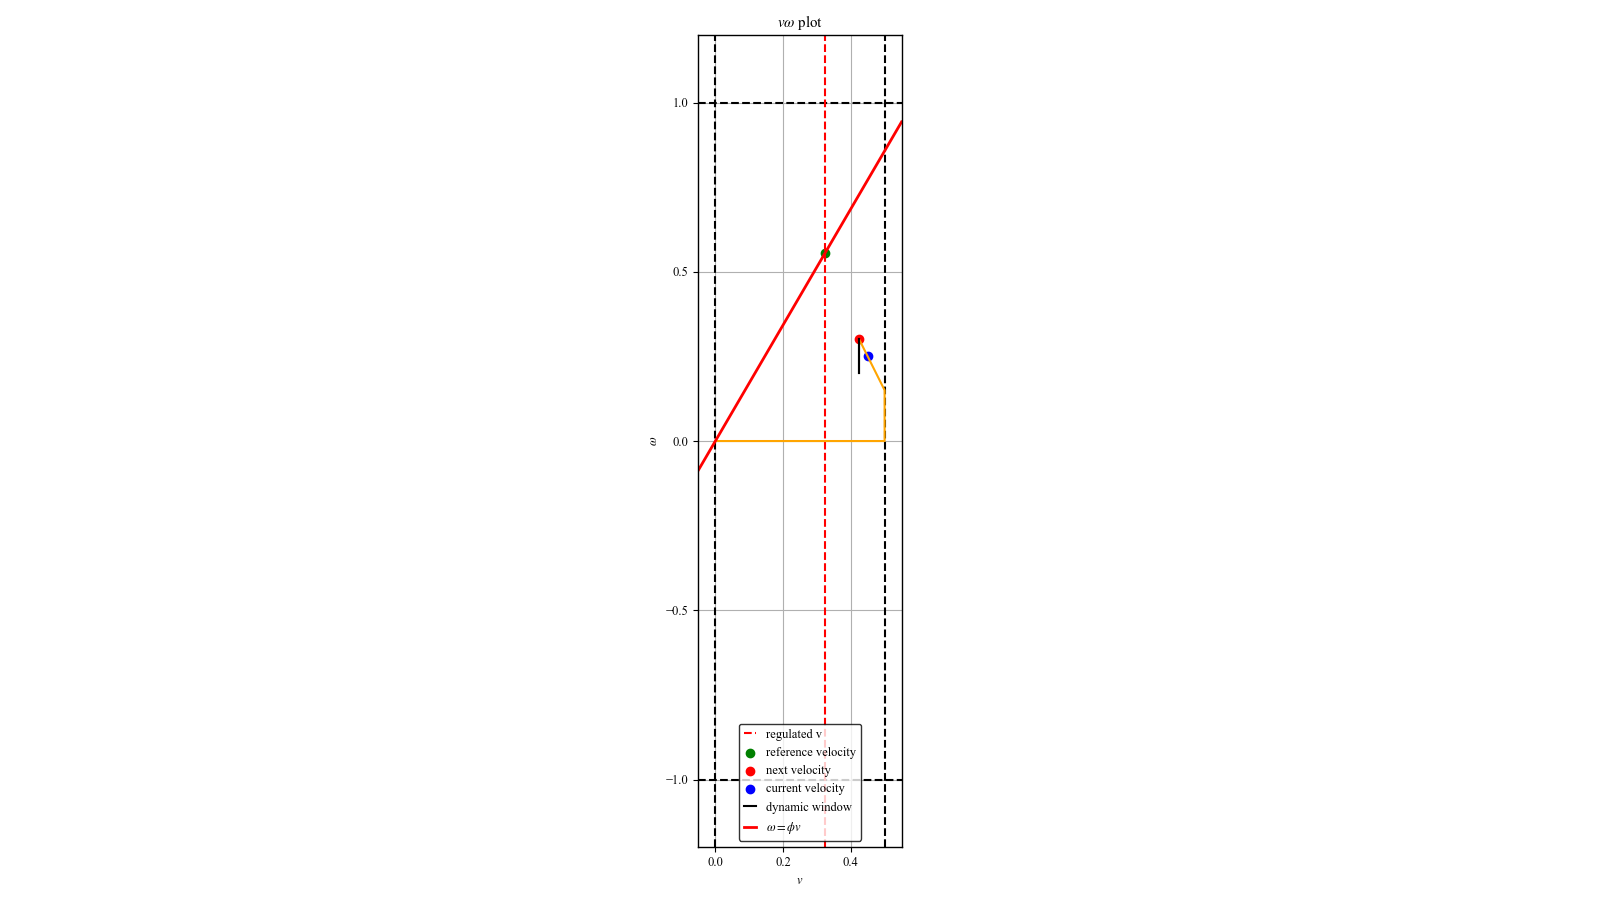 vω plot
1.0
0.5
0.0
−0.5
−1.0
ω
regulated v
reference velocity
next velocity
current velocity
dynamic window
ω = ϕv
0.0 0.2 0.4
v